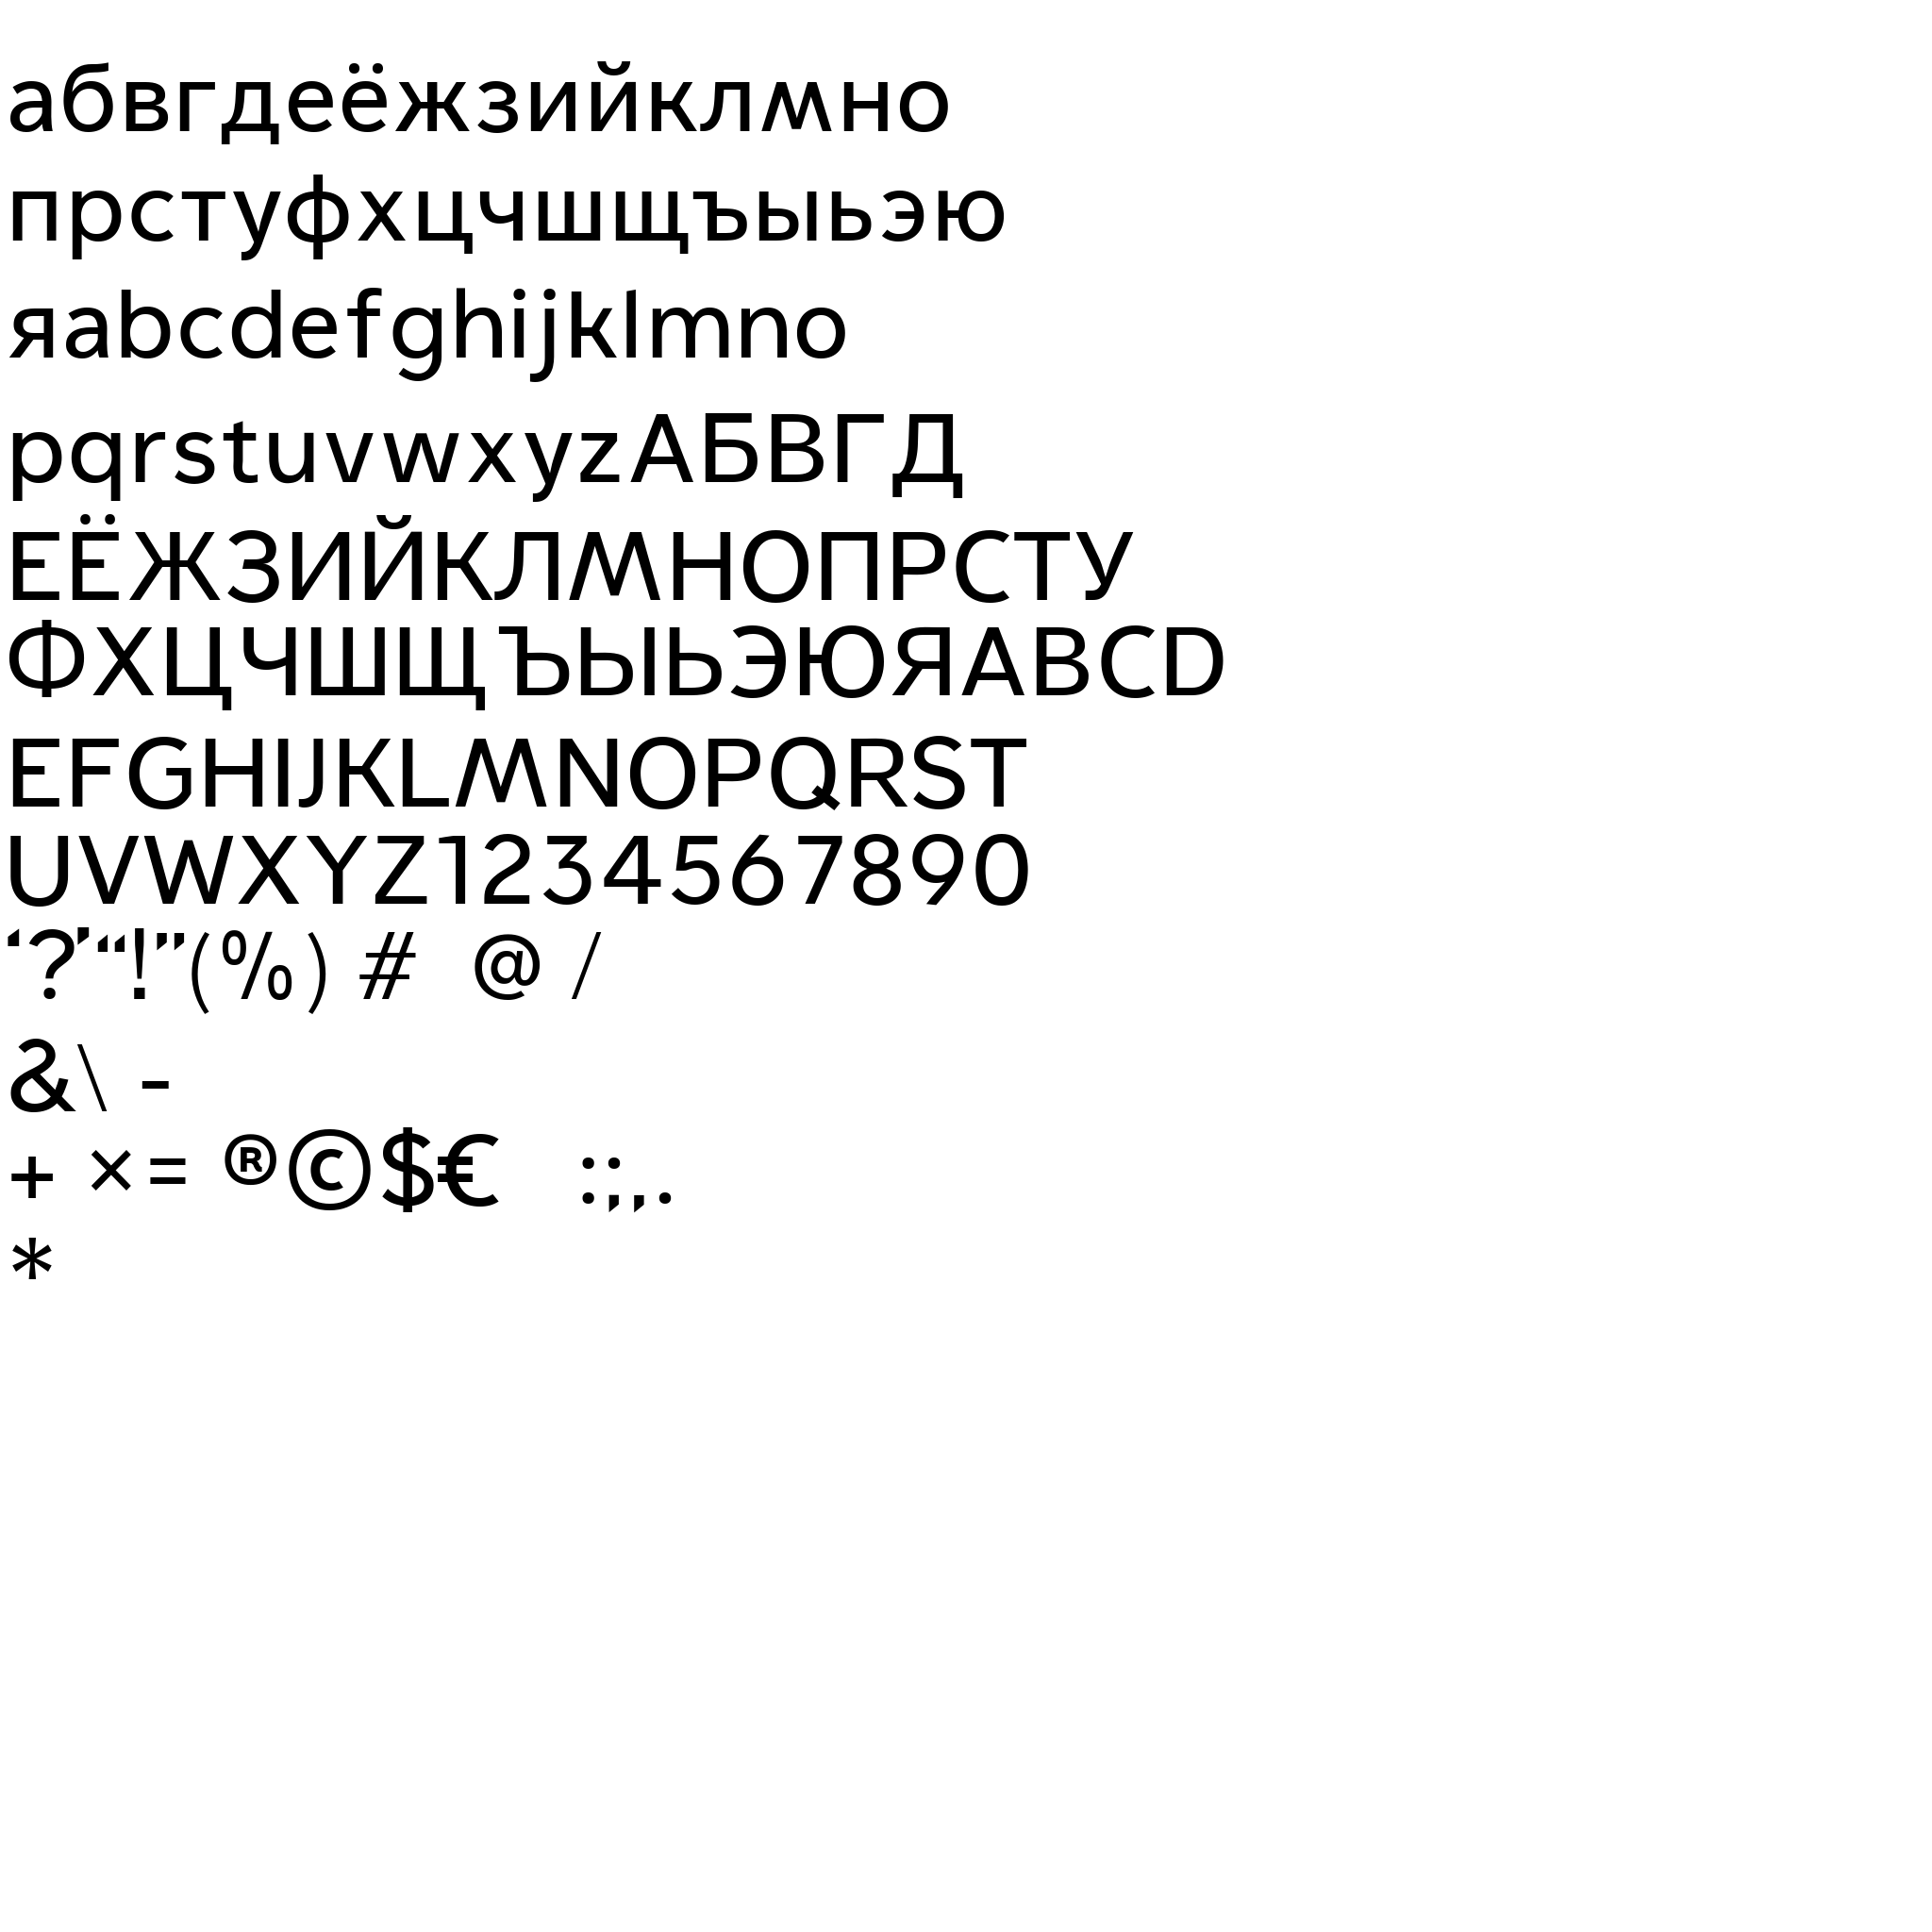 абвгдеёжзийклмно
прстуфхцчшщъыьэю
яabcdefghijklmno
pqrstuvwxyzАБВГД
ЕЁЖЗИЙКЛМНОПРСТУ
ФХЦЧШЩЪЫЬЭЮЯABCD
EFGHIJKLMNOPQRST
UVWXYZ1234567890
‘?’“!”(%) # @ /
&\ -
+ ×= ®©$€ :;,.
*